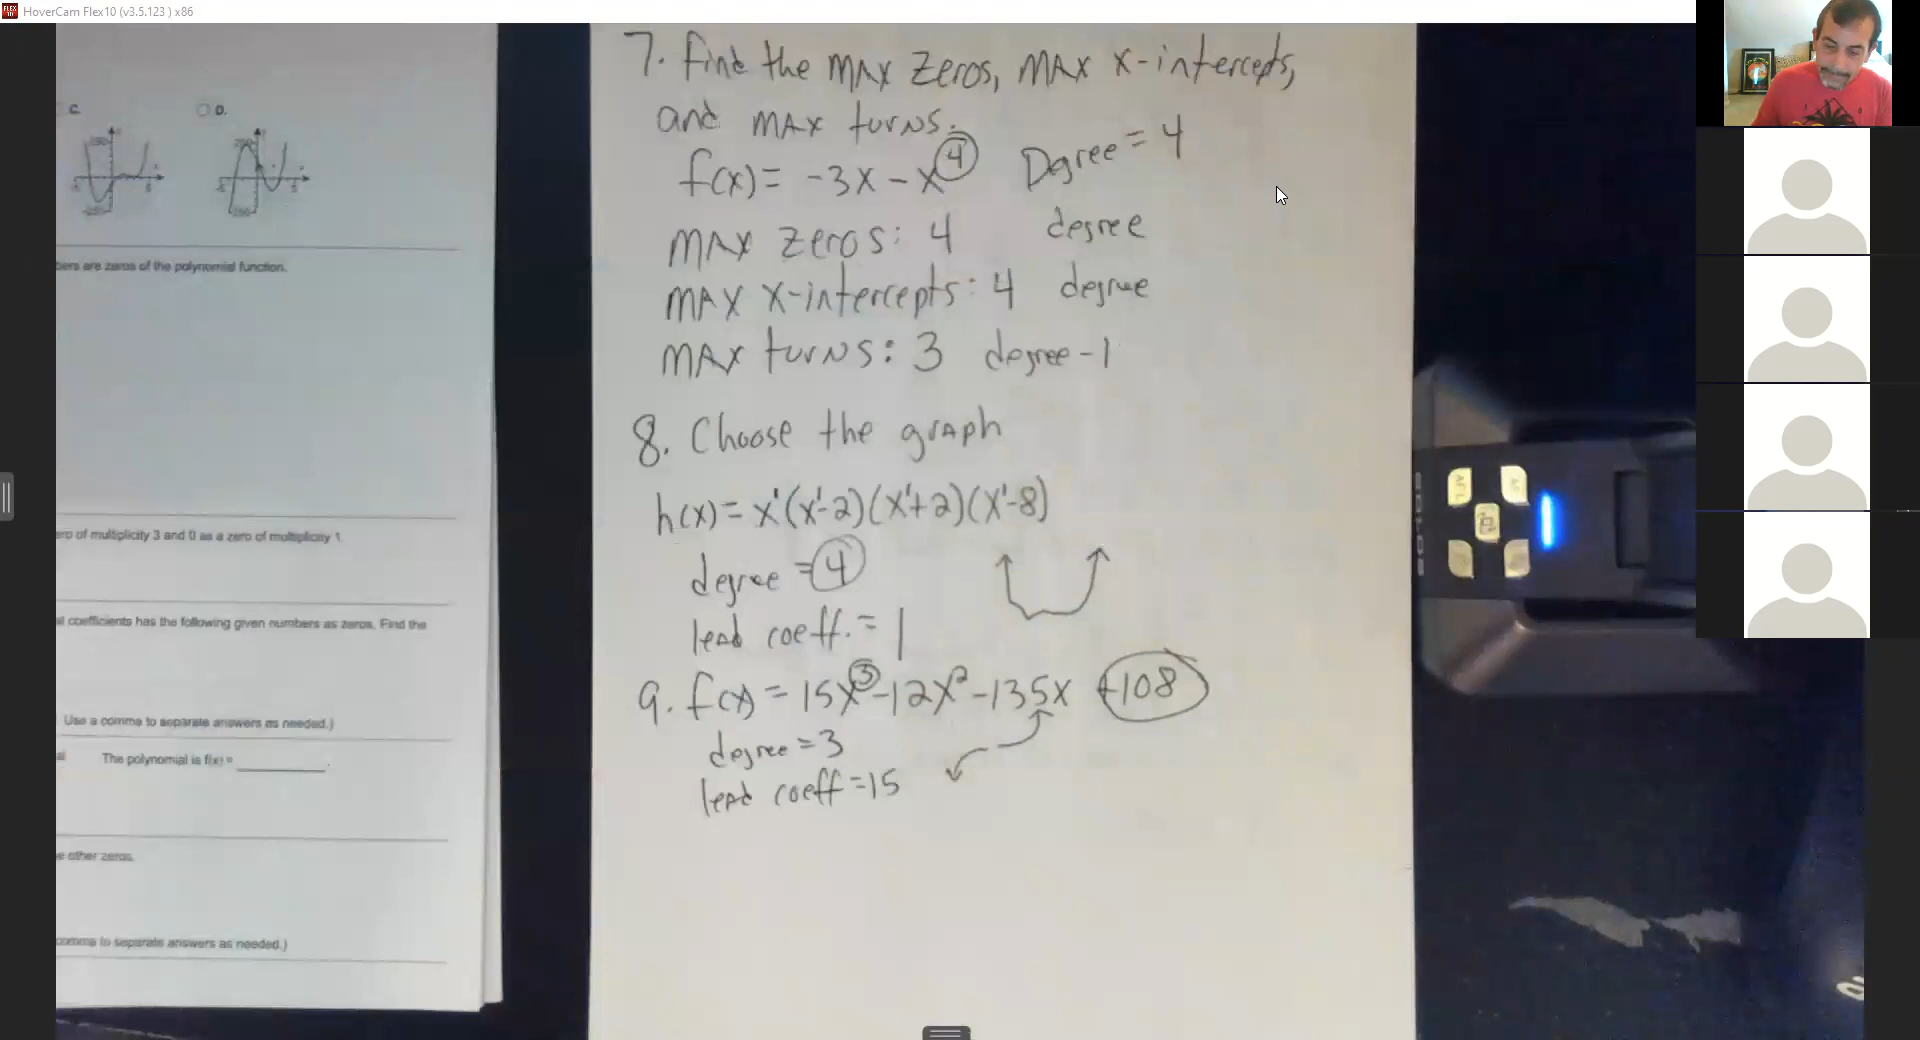 HoverCam Flex10 (v3.5.123 ) x86
C.
D.
bers are zeros of the polynomial function.
ero of multiplicity 3 and 0 as a zero of multiplicity 1.
al coefficients has the following given numbers as zeros. Find the
Use a comma to separate answers as needed.)
The polynomial is f(x) =
e other zeros.
comma to separate answers as needed.)
7. Find the MAX zeros, MAX x-intercepts,
and MAX turns.
f(x) = -3x - x⁴ Degree = 4
MAX zeros: 4 degree
MAX x-intercepts: 4 degree
MAX turns: 3 degree - 1
8. Choose the graph
h(x) = x¹(x¹-2)(x¹+2)(x¹-8)
degree = 4
lead coeff. = 1
9. f(x) = 15x³ - 12x² - 135x +108
degree = 3
lead coeff = 15